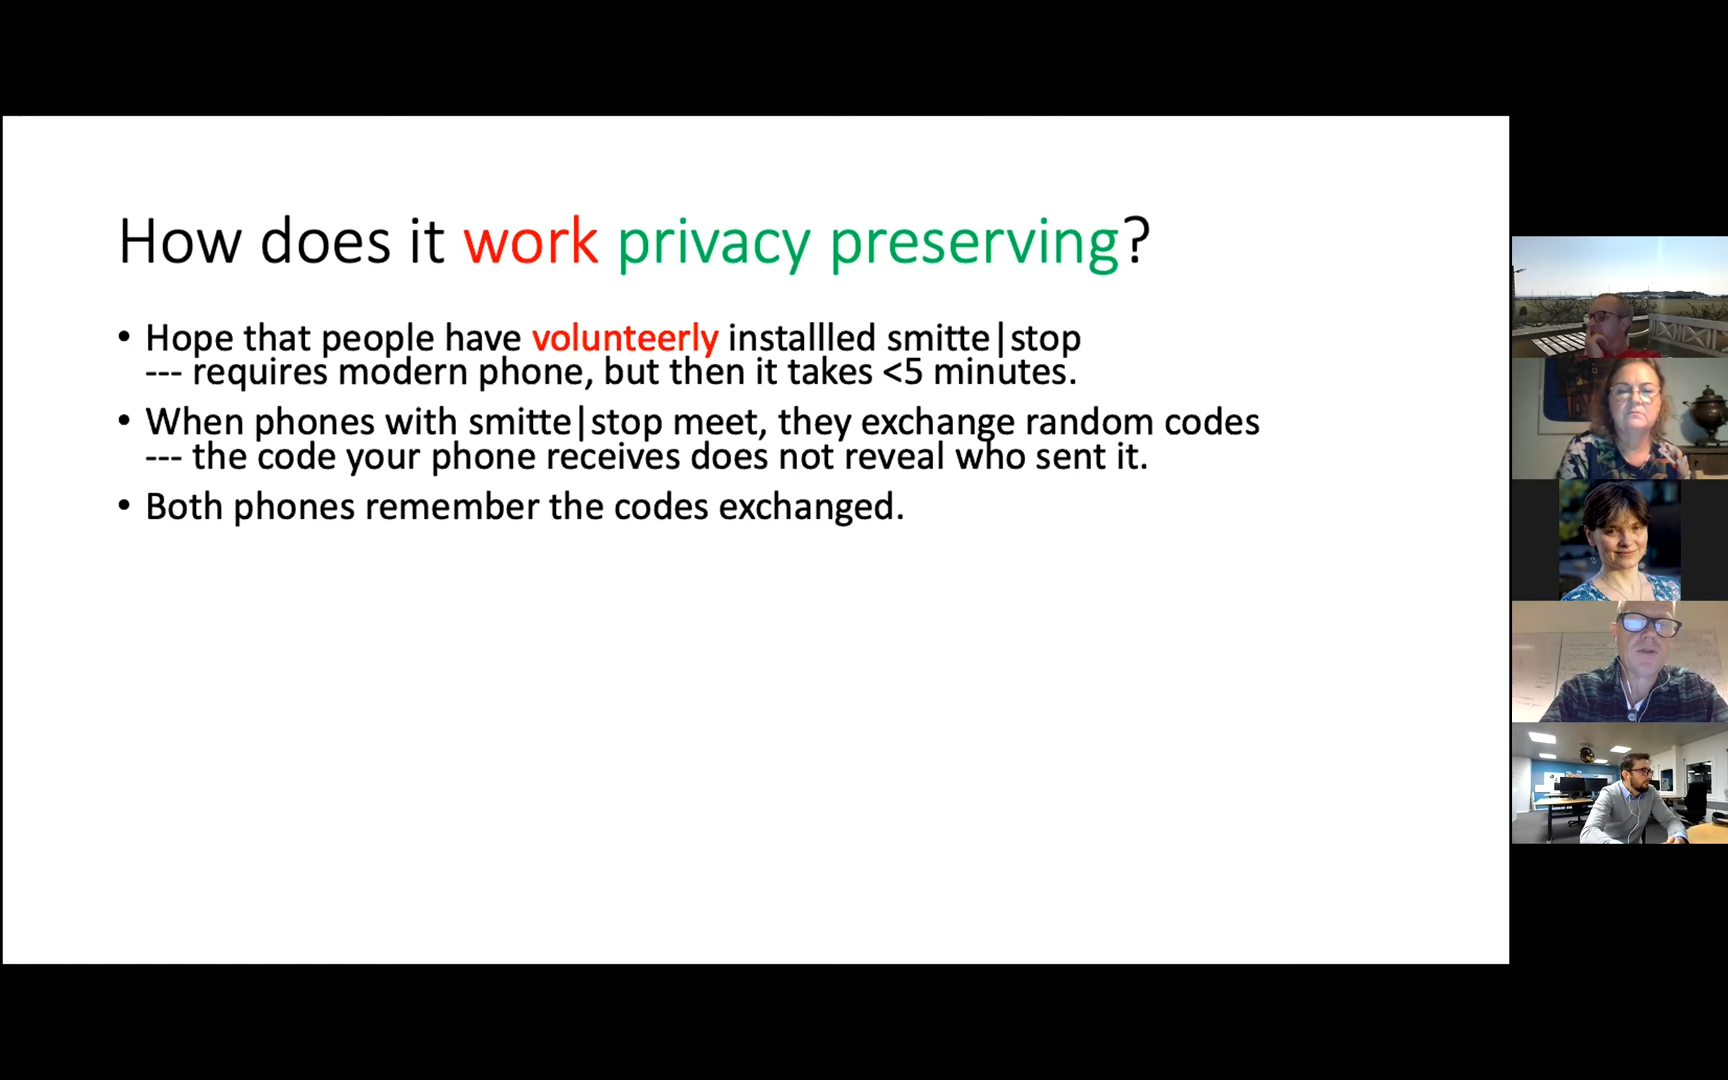 How does it work privacy preserving?
• Hope that people have volunteerly installled smitte|stop
--- requires modern phone, but then it takes <5 minutes.
• When phones with smitte|stop meet, they exchange random codes
--- the code your phone receives does not reveal who sent it.
• Both phones remember the codes exchanged.